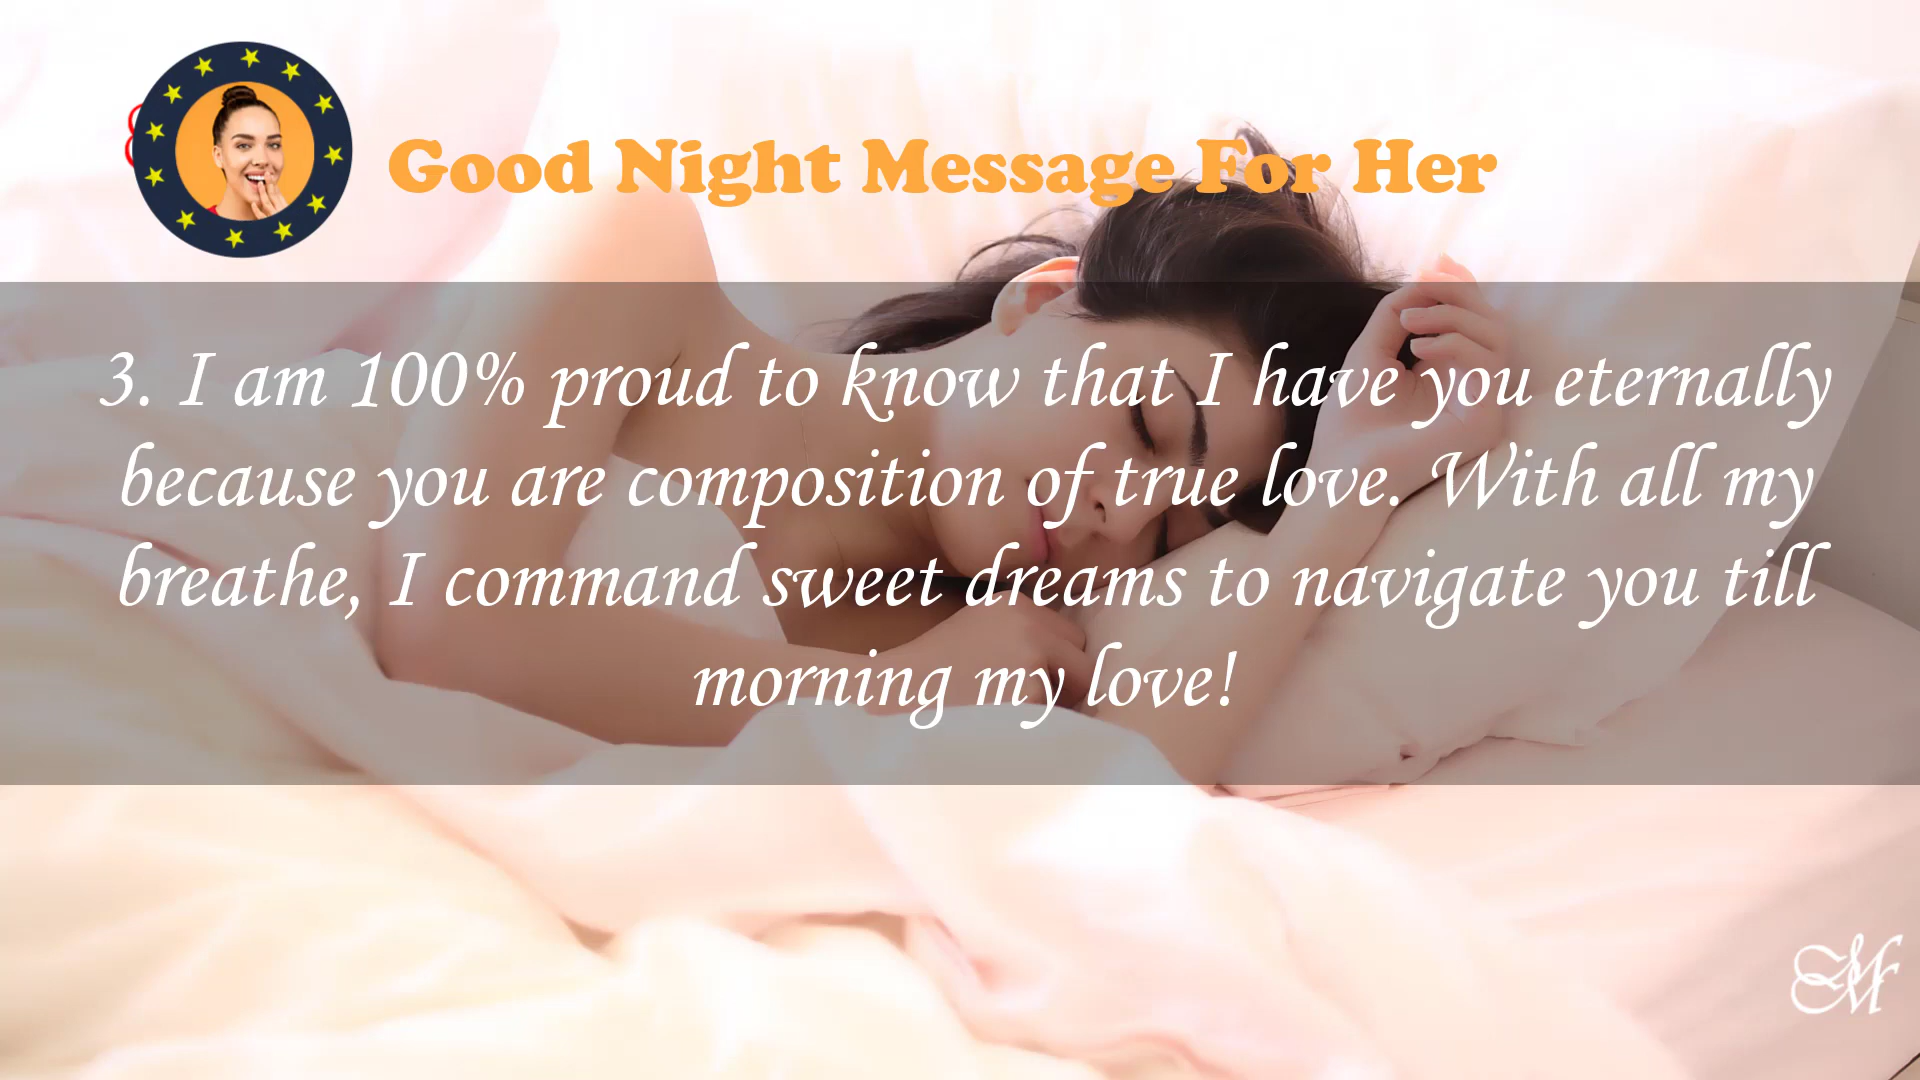 Good Night Message For Her
3. I am 100% proud to know that I have you eternally
because you are composition of true love. With all my
breathe, I command sweet dreams to navigate you till
morning my love!
M